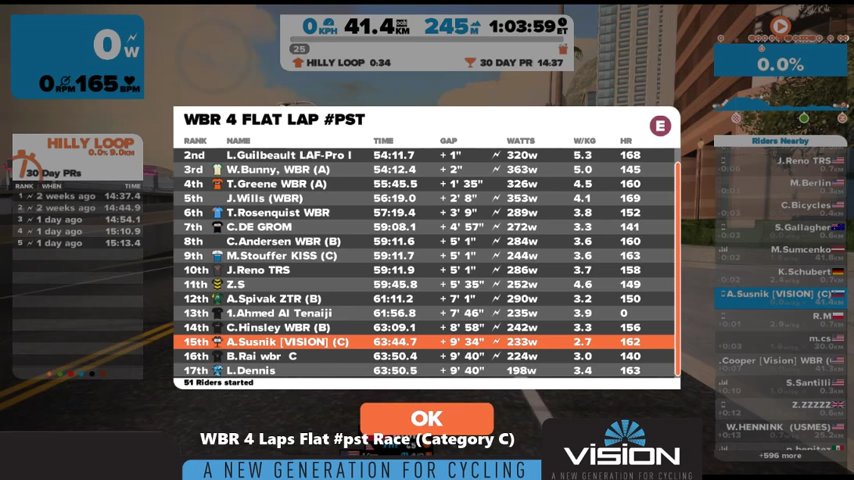 0 KPH 41.4 KM 245 M 1:03:59 ET
25
HILLY LOOP 0:34 30 DAY PR 14:37
0 W
0 RPM 165 BPM
0.0%
HILLY LOOP
0.0% 9.0KM
30 Day PRs
RANK WHEN TIME
1 2 weeks ago 14:37.4
2 2 weeks ago 14:44.9
3 1 day ago 14:54.1
4 1 day ago 15:10.9
5 1 day ago 15:13.4
WBR 4 FLAT LAP #PST
E
RANK NAME TIME GAP WATTS W/KG HR
2nd L.Guilbeault LAF-Pro l 54:11.7 + 1" 320w 5.3 168
3rd W.Bunny, WBR (A) 54:12.4 + 2" 363w 5.0 145
4th T.Greene WBR (A) 55:45.5 + 1' 35" 326w 4.5 160
5th J.Wills (WBR) 56:19.0 + 2' 8" 353w 4.1 169
6th T.Rosenquist WBR 57:19.4 + 3' 9" 289w 3.8 152
7th C.DE GROM 59:08.1 + 4' 57" 272w 3.3 141
8th C.Andersen WBR (B) 59:11.6 + 5' 1" 284w 3.6 160
9th M.Stouffer KISS (C) 59:11.7 + 5' 1" 244w 3.6 163
10th J.Reno TRS 59:11.9 + 5' 1" 286w 3.7 158
11th Z.S 59:45.8 + 5' 35" 252w 4.6 149
12th A.Spivak ZTR (B) 61:11.2 + 7' 1" 290w 3.2 150
13th 1.Ahmed Al Tenaiji 61:56.8 + 7' 46" 235w 3.9 0
14th C.Hinsley WBR (B) 63:09.1 + 8' 58" 242w 3.3 156
15th A.Susnik [VISION] (C) 63:44.7 + 9' 34" 233w 2.7 162
16th B.Rai wbr C 63:50.4 + 9' 40" 224w 3.0 140
17th L.Dennis 63:50.5 + 9' 40" 198w 3.4 163
51 Riders started
OK
Riders Nearby
J.Reno TRS
M.Berlin
C.Bicycles
S.Gallagher
M.Sumcenko
K.Schubert
A.Susnik [VISION] (C)
R.M
m.cs
.Cooper [Vision] WBR (
S.Santilli
Z.ZZZZZ
W.HENNINK (USMES)
+596 more
WBR 4 Laps Flat #pst Race (Category C)
A NEW GENERATION FOR CYCLING
VISION
A NEW GENERATION FOR CYCLING